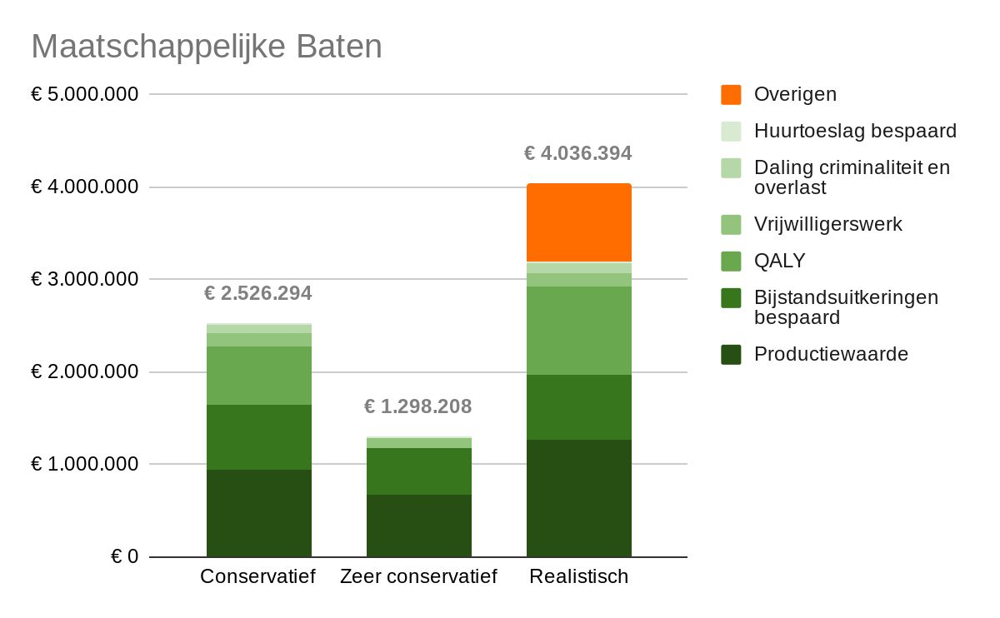 Maatschappelijke Baten
€ 5.000.000
€ 4.000.000
€ 3.000.000
€ 2.000.000
€ 1.000.000
€ 0
€ 2.526.294
€ 1.298.208
€ 4.036.394
Conservatief
Zeer conservatief
Realistisch
Overigen
Huurtoeslag bespaard
Daling criminaliteit en
overlast
Vrijwilligerswerk
QALY
Bijstandsuitkeringen
bespaard
Productiewaarde